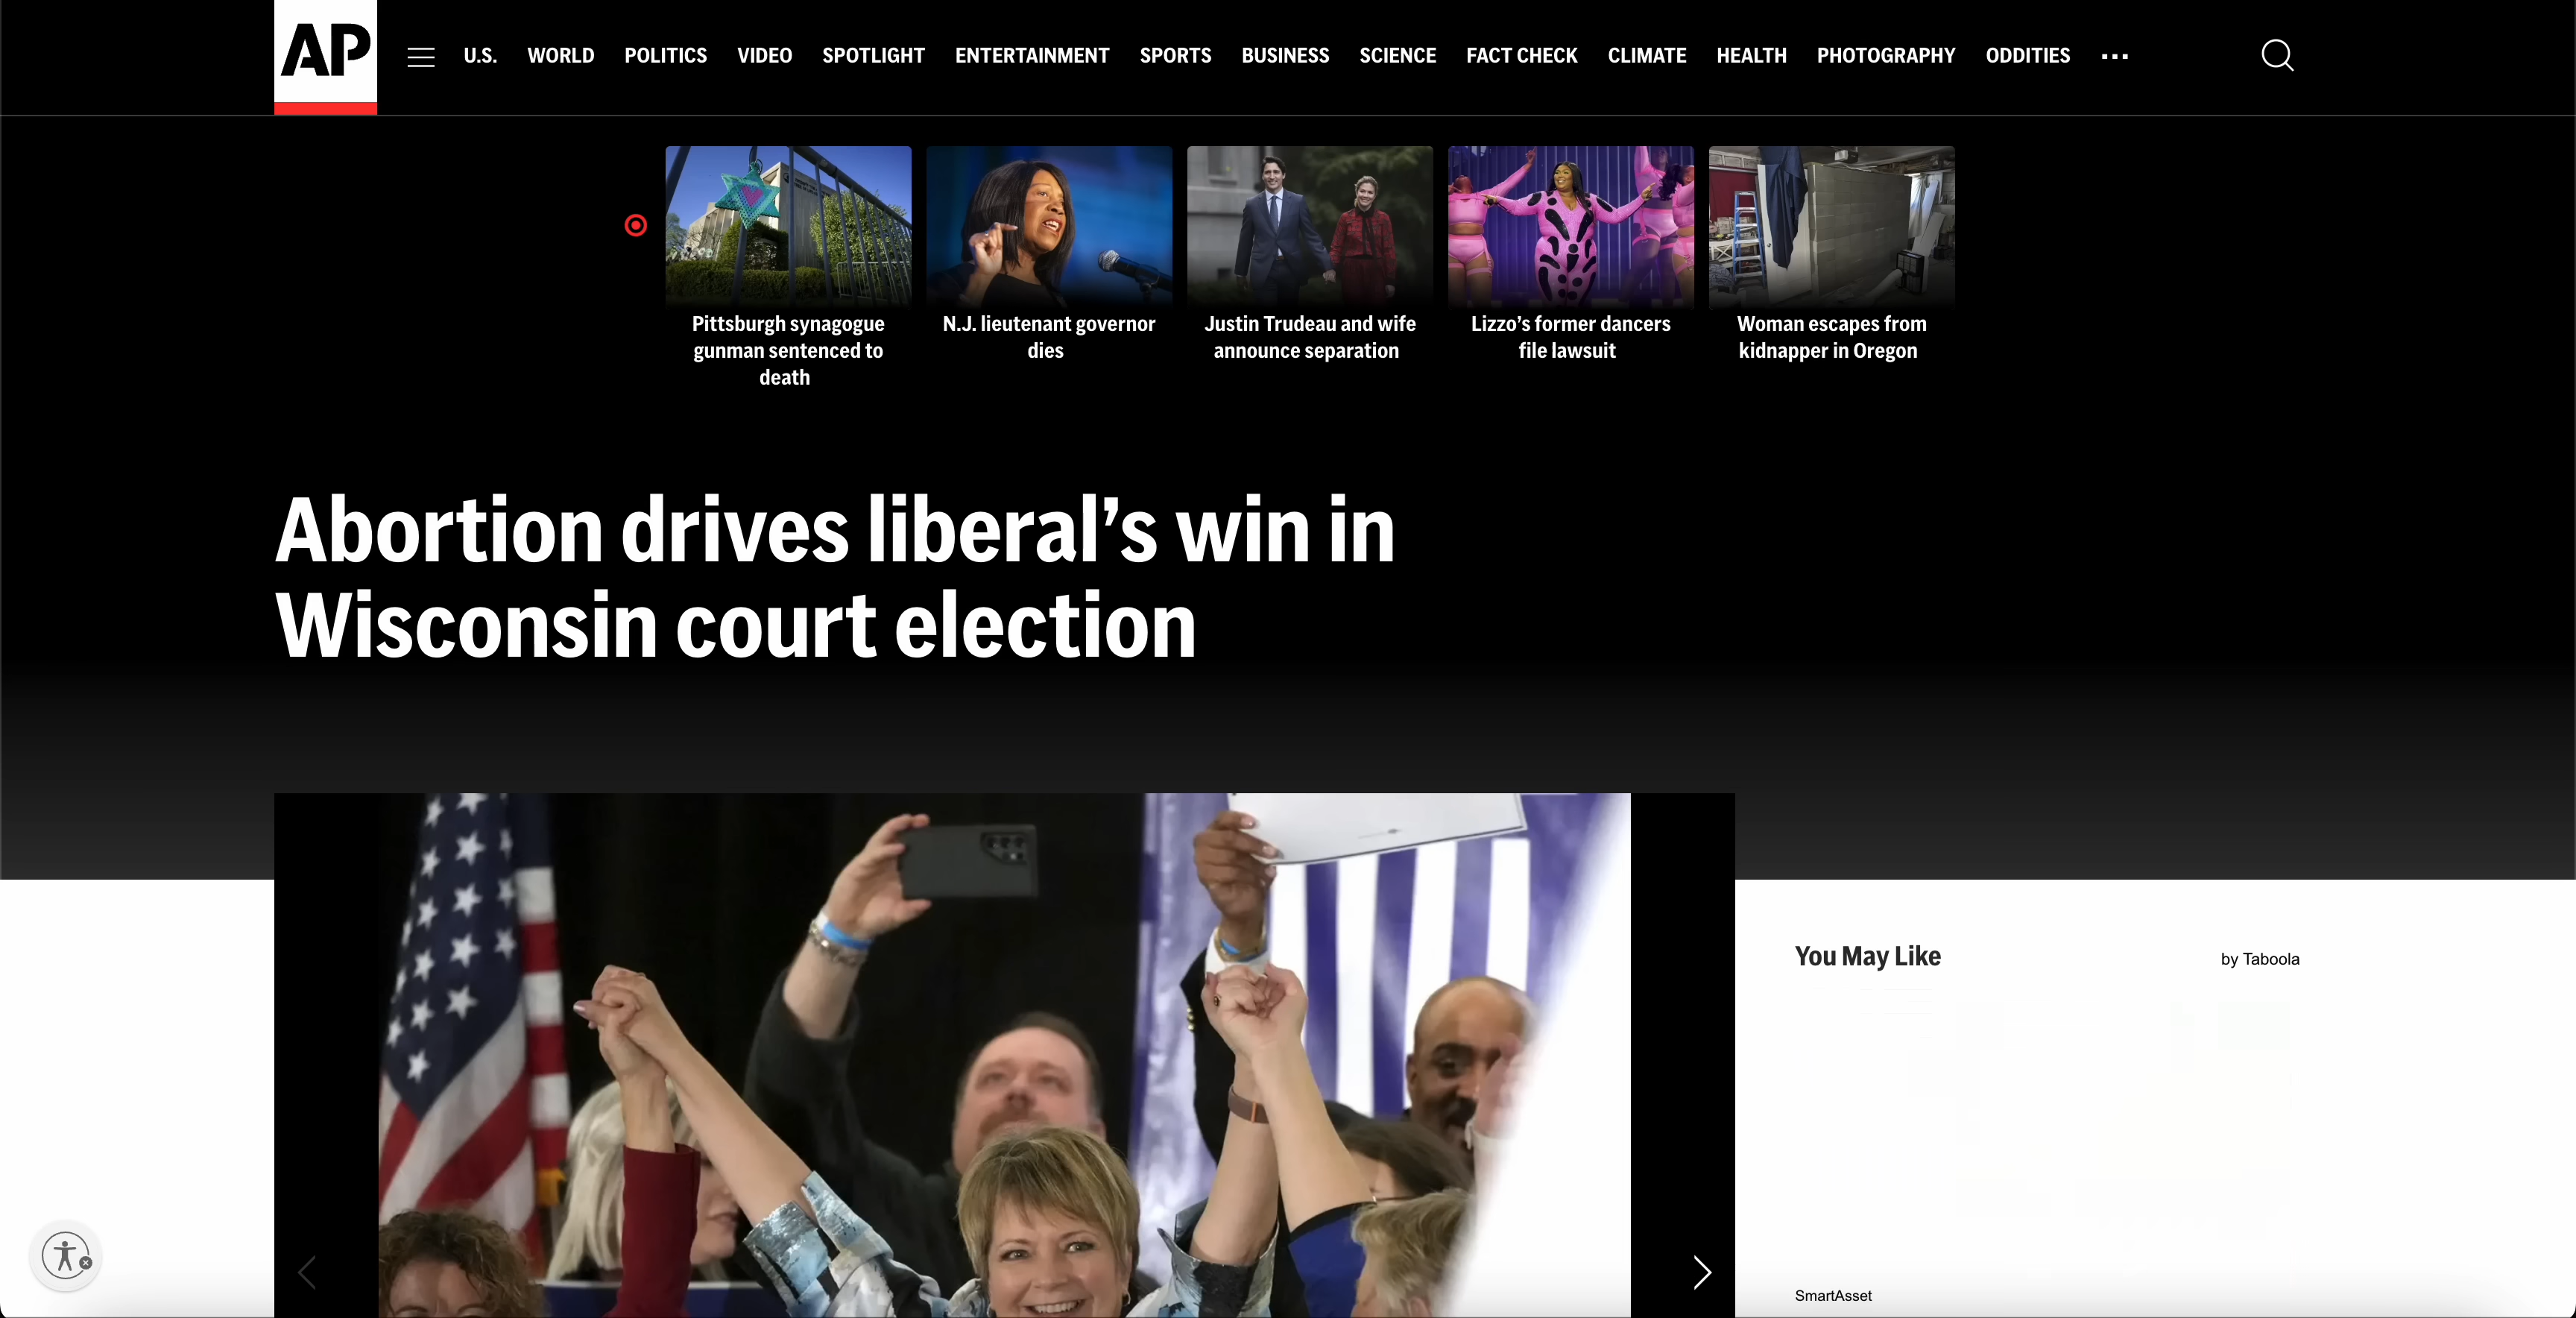 AP
U.S.
WORLD
POLITICS
VIDEO
SPOTLIGHT
ENTERTAINMENT
SPORTS
BUSINESS
SCIENCE
FACT CHECK
CLIMATE
HEALTH
PHOTOGRAPHY
ODDITIES
Pittsburgh synagogue
gunman sentenced to
death
N.J. lieutenant governor
dies
Justin Trudeau and wife
announce separation
Lizzo’s former dancers
file lawsuit
Woman escapes from
kidnapper in Oregon
Abortion drives liberal’s win in
Wisconsin court election
You May Like
by Taboola
SmartAsset